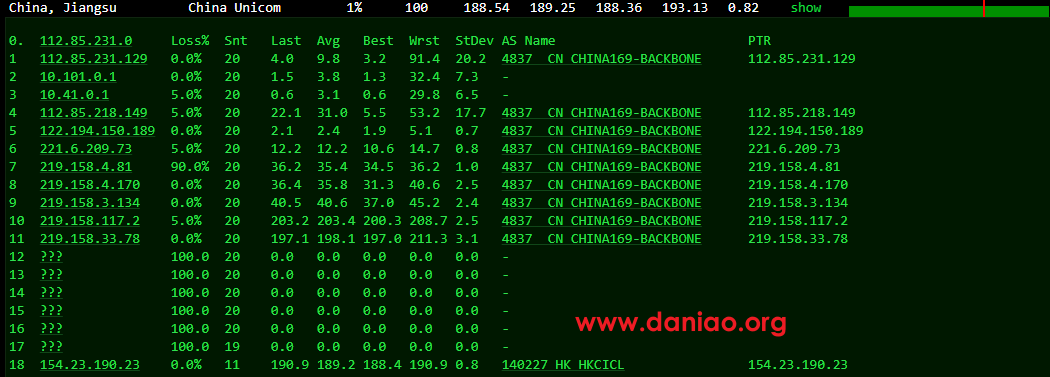 China, Jiangsu China Unicom 1% 100 188.54 189.25 188.36 193.13 0.82 show
0. 112.85.231.0 Loss% Snt Last Avg Best Wrst StDev AS Name PTR
1 112.85.231.129 0.0% 20 4.0 9.8 3.2 91.4 20.2 4837 CN CHINA169-BACKBONE 112.85.231.129
2 10.101.0.1 0.0% 20 1.5 3.8 1.3 32.4 7.3 -
3 10.41.0.1 5.0% 20 0.6 3.1 0.6 29.8 6.5 -
4 112.85.218.149 5.0% 20 22.1 31.0 5.5 53.2 17.7 4837 CN CHINA169-BACKBONE 112.85.218.149
5 122.194.150.189 0.0% 20 2.1 2.4 1.9 5.1 0.7 4837 CN CHINA169-BACKBONE 122.194.150.189
6 221.6.209.73 5.0% 20 12.2 12.2 10.6 14.7 0.8 4837 CN CHINA169-BACKBONE 221.6.209.73
7 219.158.4.81 90.0% 20 36.2 35.4 34.5 36.2 1.0 4837 CN CHINA169-BACKBONE 219.158.4.81
8 219.158.4.170 0.0% 20 36.4 35.8 31.3 40.6 2.5 4837 CN CHINA169-BACKBONE 219.158.4.170
9 219.158.3.134 0.0% 20 40.5 40.6 37.0 45.2 2.4 4837 CN CHINA169-BACKBONE 219.158.3.134
10 219.158.117.2 5.0% 20 203.2 203.4 200.3 208.7 2.5 4837 CN CHINA169-BACKBONE 219.158.117.2
11 219.158.33.78 0.0% 20 197.1 198.1 197.0 211.3 3.1 4837 CN CHINA169-BACKBONE 219.158.33.78
12 ??? 100.0 20 0.0 0.0 0.0 0.0 0.0 -
13 ??? 100.0 20 0.0 0.0 0.0 0.0 0.0 -
14 ??? 100.0 20 0.0 0.0 0.0 0.0 0.0 -
15 ??? 100.0 20 0.0 0.0 0.0 0.0 0.0 -
16 ??? 100.0 20 0.0 0.0 0.0 0.0 0.0 -
www.daniao.org
17 ??? 100.0 19 0.0 0.0 0.0 0.0 0.0 -
18 154.23.190.23 0.0% 11 190.9 189.2 188.4 190.9 0.8 140227 HK HKCICL 154.23.190.23